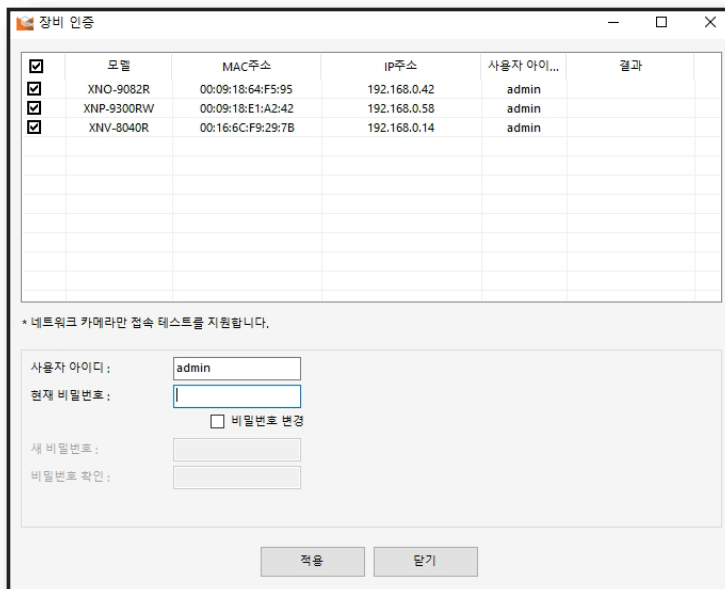 장비 인증
모델 MAC주소 IP주소 사용자 아이... 결과
XNO-9082R 00:09:18:64:F5:95 192.168.0.42 admin
XNP-9300RW 00:09:18:E1:A2:42 192.168.0.58 admin
XNV-8040R 00:16:6C:F9:29:7B 192.168.0.14 admin
* 네트워크 카메라만 접속 테스트를 지원합니다.
사용자 아이디 : admin
현재 비밀번호 :
비밀번호 변경
새 비밀번호 :
비밀번호 확인 :
적용 닫기